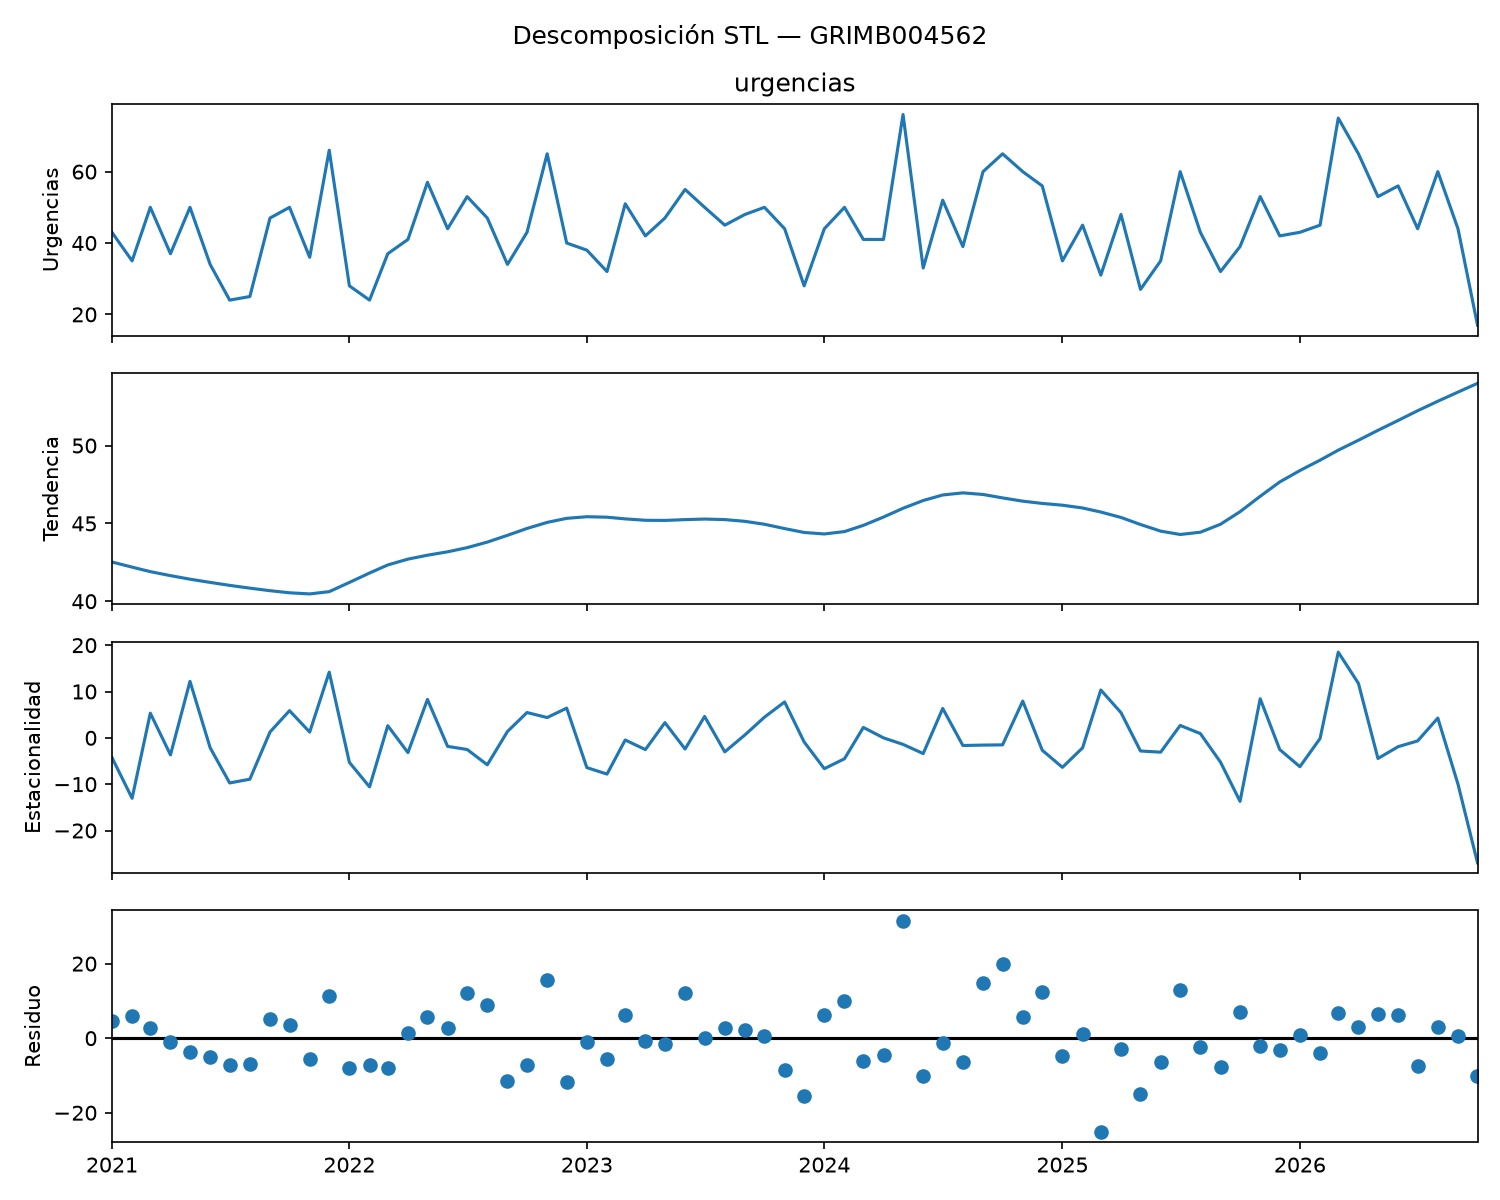 Descomposición STL — GRIMB004562
urgencias
Urgencias
60
40
20
Tendencia
50
45
40
Estacionalidad
20
10
0
−10
−20
Residuo
20
0
−20
2021 2022 2023 2024 2025 2026